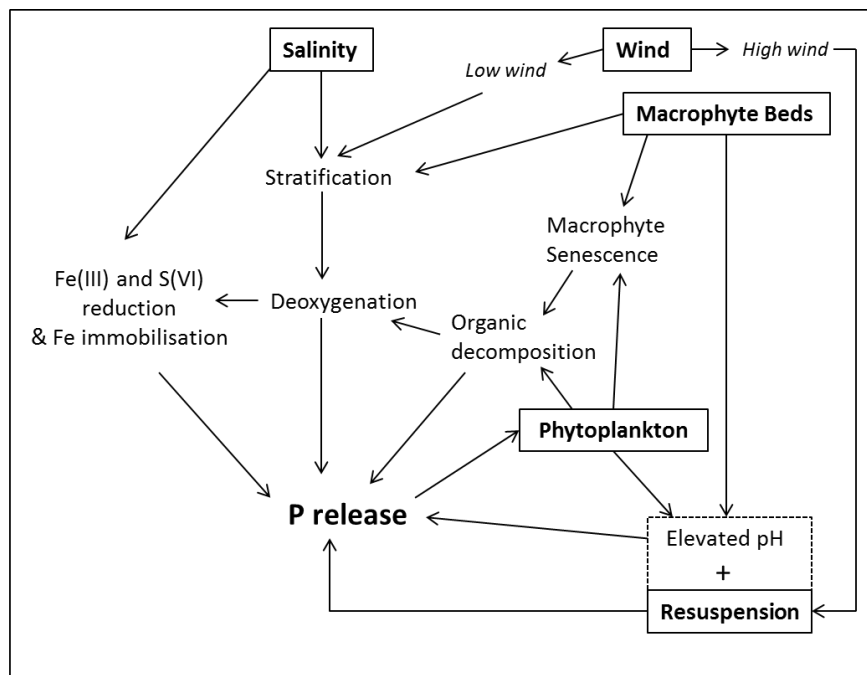 Salinity
Wind
Low wind
High wind
Macrophyte Beds
Stratification
Macrophyte
Senescence
Fe(III) and S(VI)
reduction
& Fe immobilisation
Deoxygenation
Organic
decomposition
Phytoplankton
P release
Elevated pH
+
Resuspension